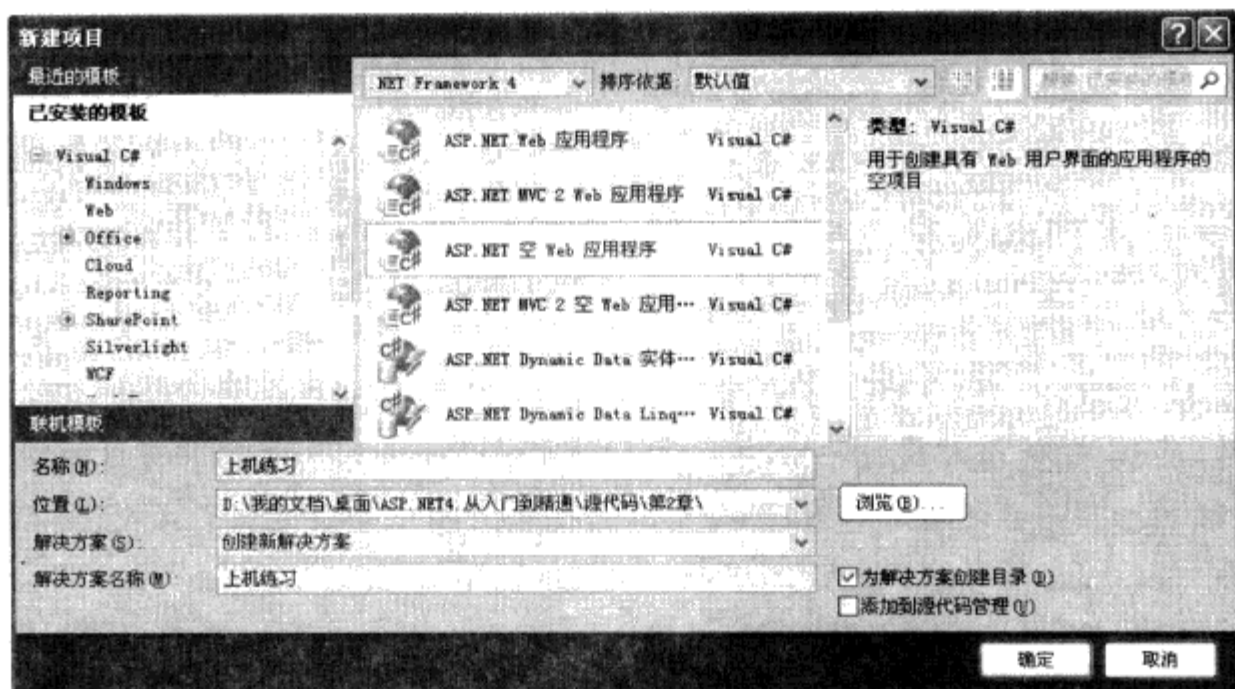 新建项目
最近的模板
已安装的模板
Visual C#
Windows
Web
Office
Cloud
Reporting
SharePoint
Silverlight
WCF
联机模板
.NET Framework 4 排序依据: 默认值
ASP.NET Web 应用程序 Visual C#
ASP.NET MVC 2 Web 应用程序 Visual C#
ASP.NET 空 Web 应用程序 Visual C#
ASP.NET MVC 2 空 Web 应用… Visual C#
ASP.NET Dynamic Data 实体… Visual C#
ASP.NET Dynamic Data Linq… Visual C#
类型: Visual C#
用于创建具有 Web 用户界面的应用程序的
空项目
名称(N): 上机练习
位置(L): D:\我的文档\桌面\ASP.NET4.从入门到精通\源代码\第2章\ 浏览(B)...
解决方案(S): 创建新解决方案
解决方案名称(M) 上机练习
为解决方案创建目录(D)
添加到源代码管理(U)
确定 取消